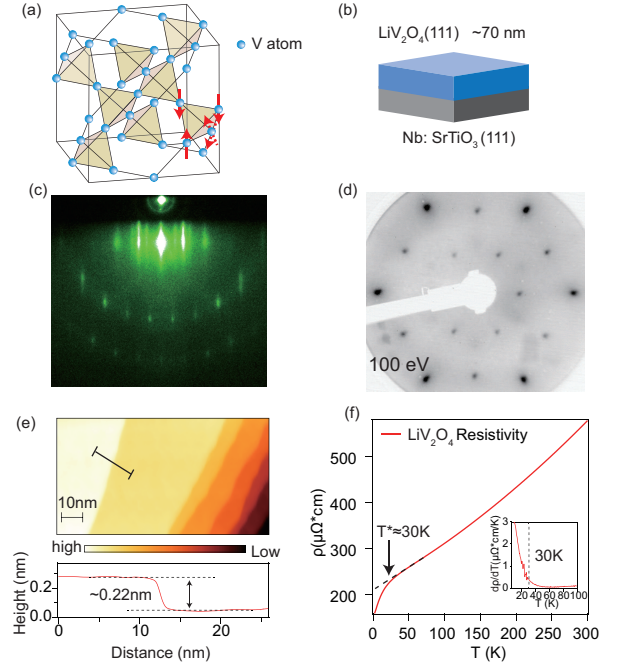 (a)
V atom
(b)
LiV₂O₄(111) ~70 nm
Nb: SrTiO₃(111)
(c)
(d)
100 eV
(e)
10nm
high
Low
Height (nm)
0.2
0.0
~0.22nm
0
10
20
Distance (nm)
(f)
LiV₂O₄ Resistivity
ρ(μΩ*cm)
500
400
300
200
T*≈30K
0 50 100 150 200 250 300
T (K)
dρ/dT(μΩ*cm/K)
3
2
1
0
30K
20 40 60 80 100
T (K)